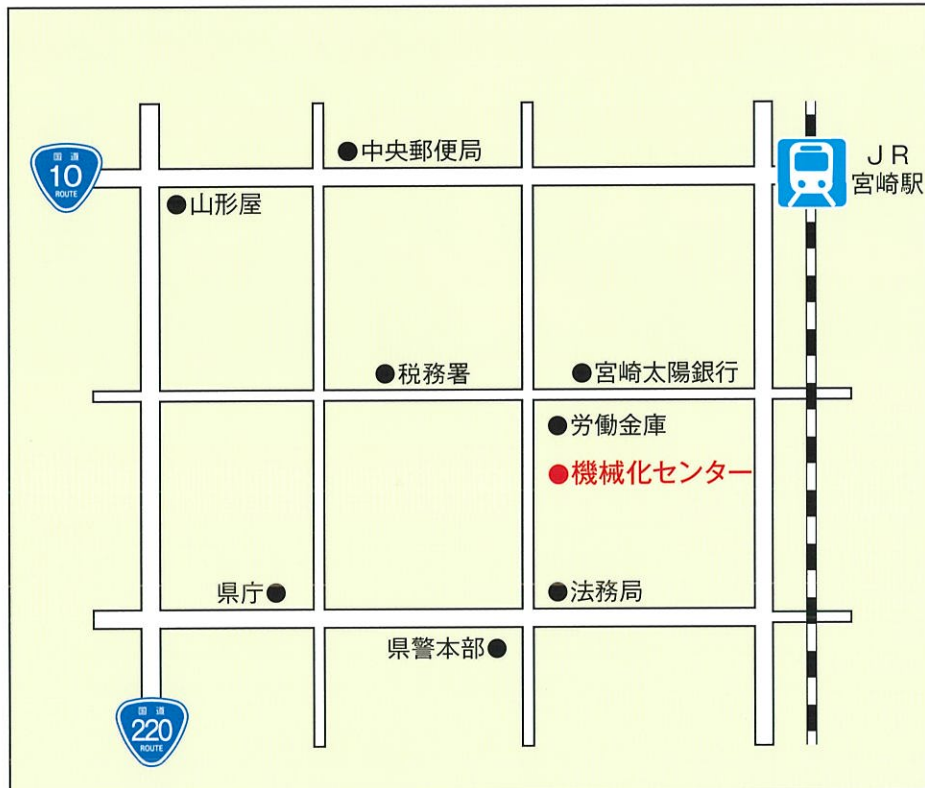 中央郵便局
国道
10
ROUTE
JR
宮崎駅
山形屋
税務署
宮崎太陽銀行
労働金庫
機械化センター
県庁
法務局
県警本部
国道
220
ROUTE